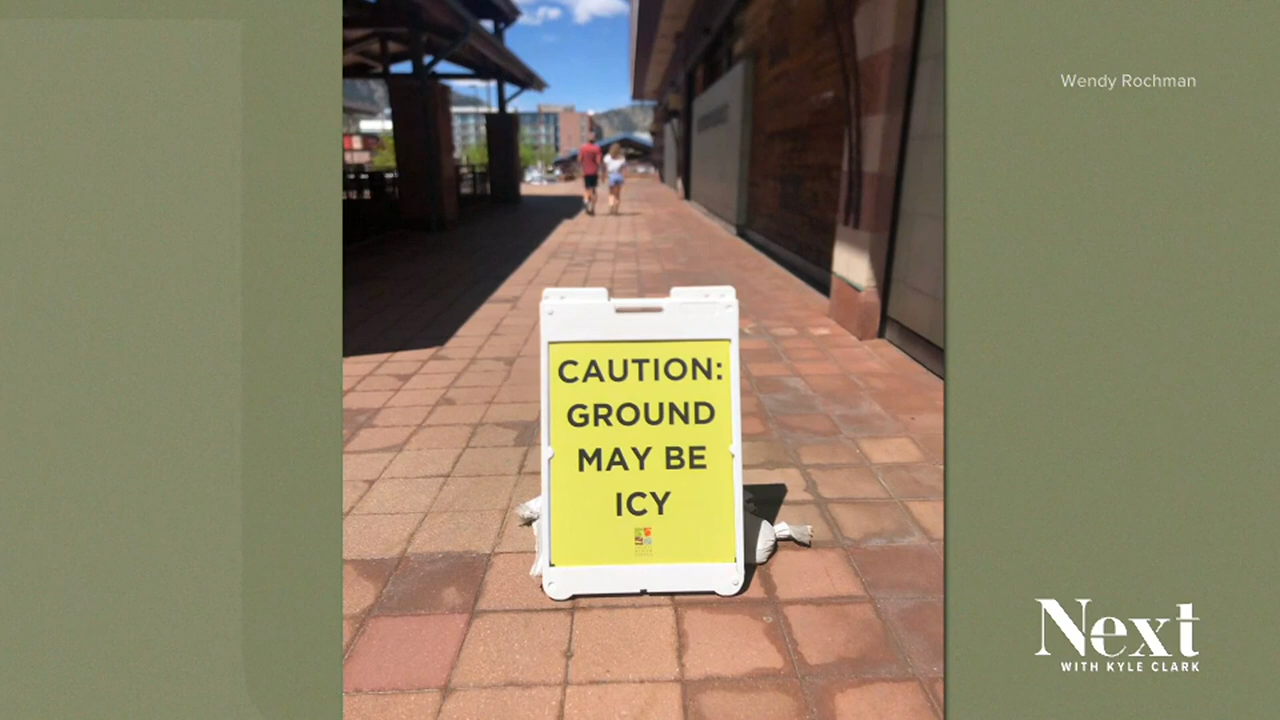 Wendy Rochman
CAUTION:
GROUND
MAY BE
ICY
Next
WITH KYLE CLARK